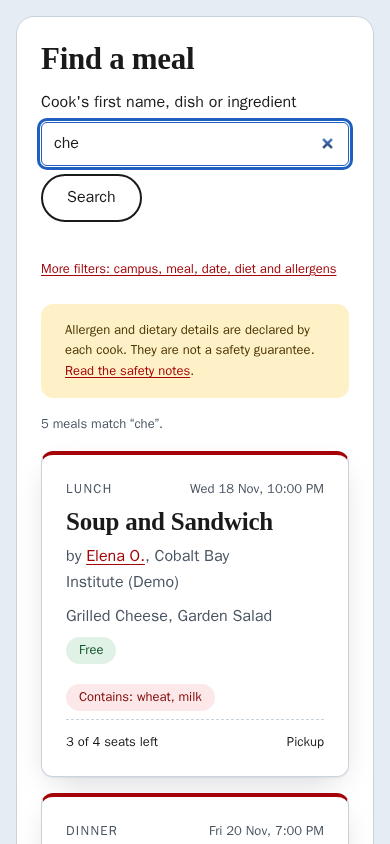 Find a meal
Cook's first name, dish or ingredient
che
Search
More filters: campus, meal, date, diet and allergens
Allergen and dietary details are declared by
each cook. They are not a safety guarantee.
Read the safety notes.
5 meals match “che”.
LUNCH Wed 18 Nov, 10:00 PM
Soup and Sandwich
by Elena O., Cobalt Bay
Institute (Demo)
Grilled Cheese, Garden Salad
Free
Contains: wheat, milk
3 of 4 seats left Pickup
DINNER Fri 20 Nov, 7:00 PM